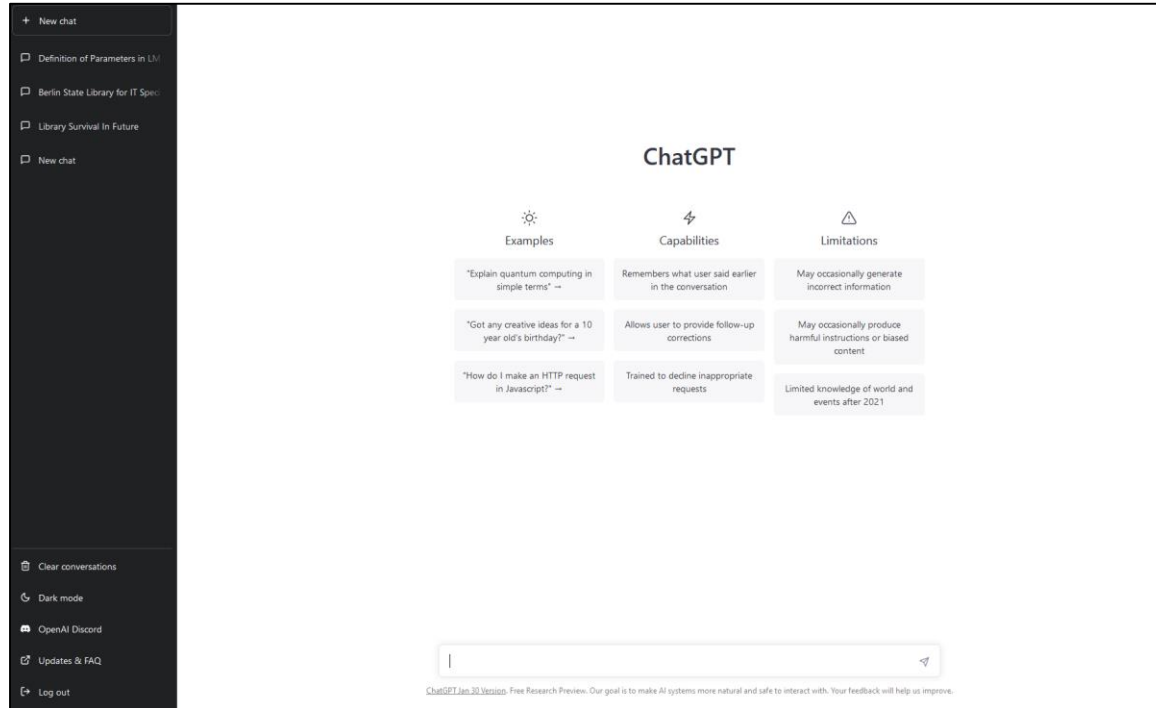 New chat
Definition of Parameters in LM
Berlin State Library for IT Speci
Library Survival In Future
New chat
Clear conversations
Dark mode
OpenAI Discord
Updates & FAQ
Log out
ChatGPT
Examples
"Explain quantum computing in
simple terms" →
"Got any creative ideas for a 10
year old's birthday?" →
"How do I make an HTTP request
in Javascript?" →
Capabilities
Remembers what user said earlier
in the conversation
Allows user to provide follow-up
corrections
Trained to decline inappropriate
requests
Limitations
May occasionally generate
incorrect information
May occasionally produce
harmful instructions or biased
content
Limited knowledge of world and
events after 2021
ChatGPT Jan 30 Version. Free Research Preview. Our goal is to make AI systems more natural and safe to interact with. Your feedback will help us improve.